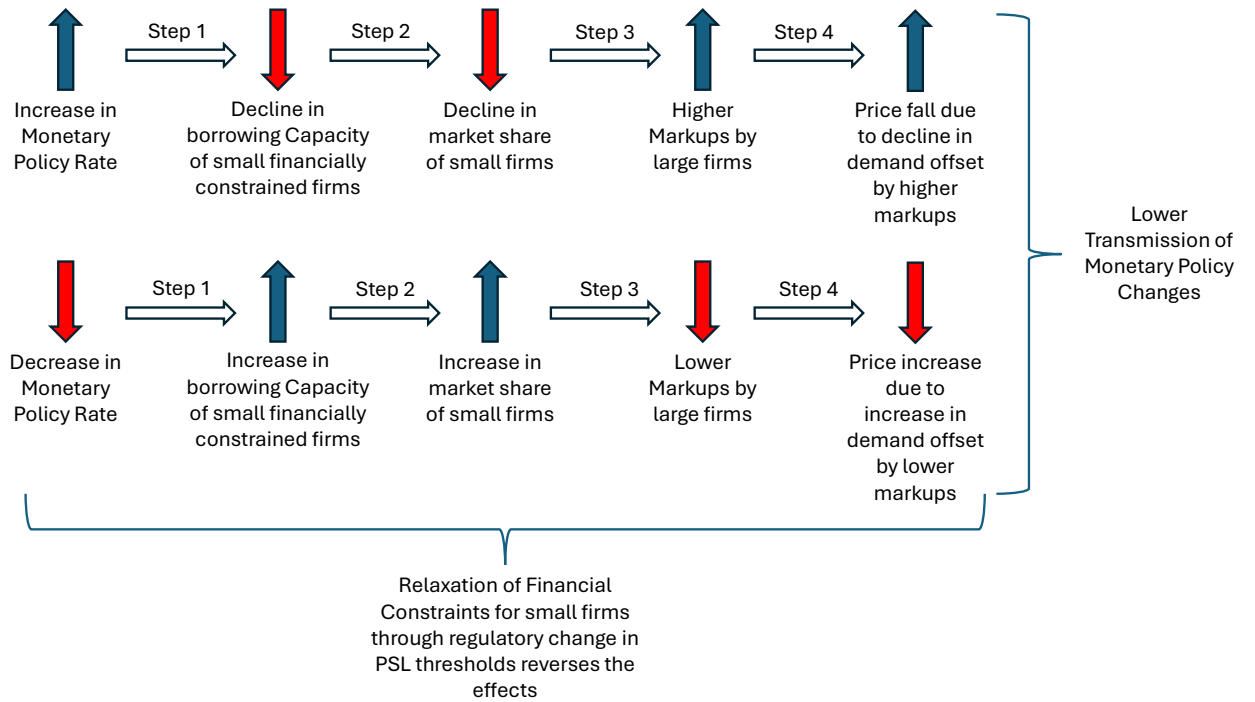 Step 1
Step 2
Step 3
Step 4
Increase in
Monetary
Policy Rate
Decline in
borrowing Capacity
of small financially
constrained firms
Decline in
market share
of small firms
Higher
Markups by
large firms
Price fall due
to decline in
demand offset
by higher
markups
Step 1
Step 2
Step 3
Step 4
Decrease in
Monetary
Policy Rate
Increase in
borrowing Capacity
of small financially
constrained firms
Increase in
market share
of small firms
Lower
Markups by
large firms
Price increase
due to
increase in
demand offset
by lower
markups
Lower
Transmission of
Monetary Policy
Changes
Relaxation of Financial
Constraints for small firms
through regulatory change in
PSL thresholds reverses the
effects